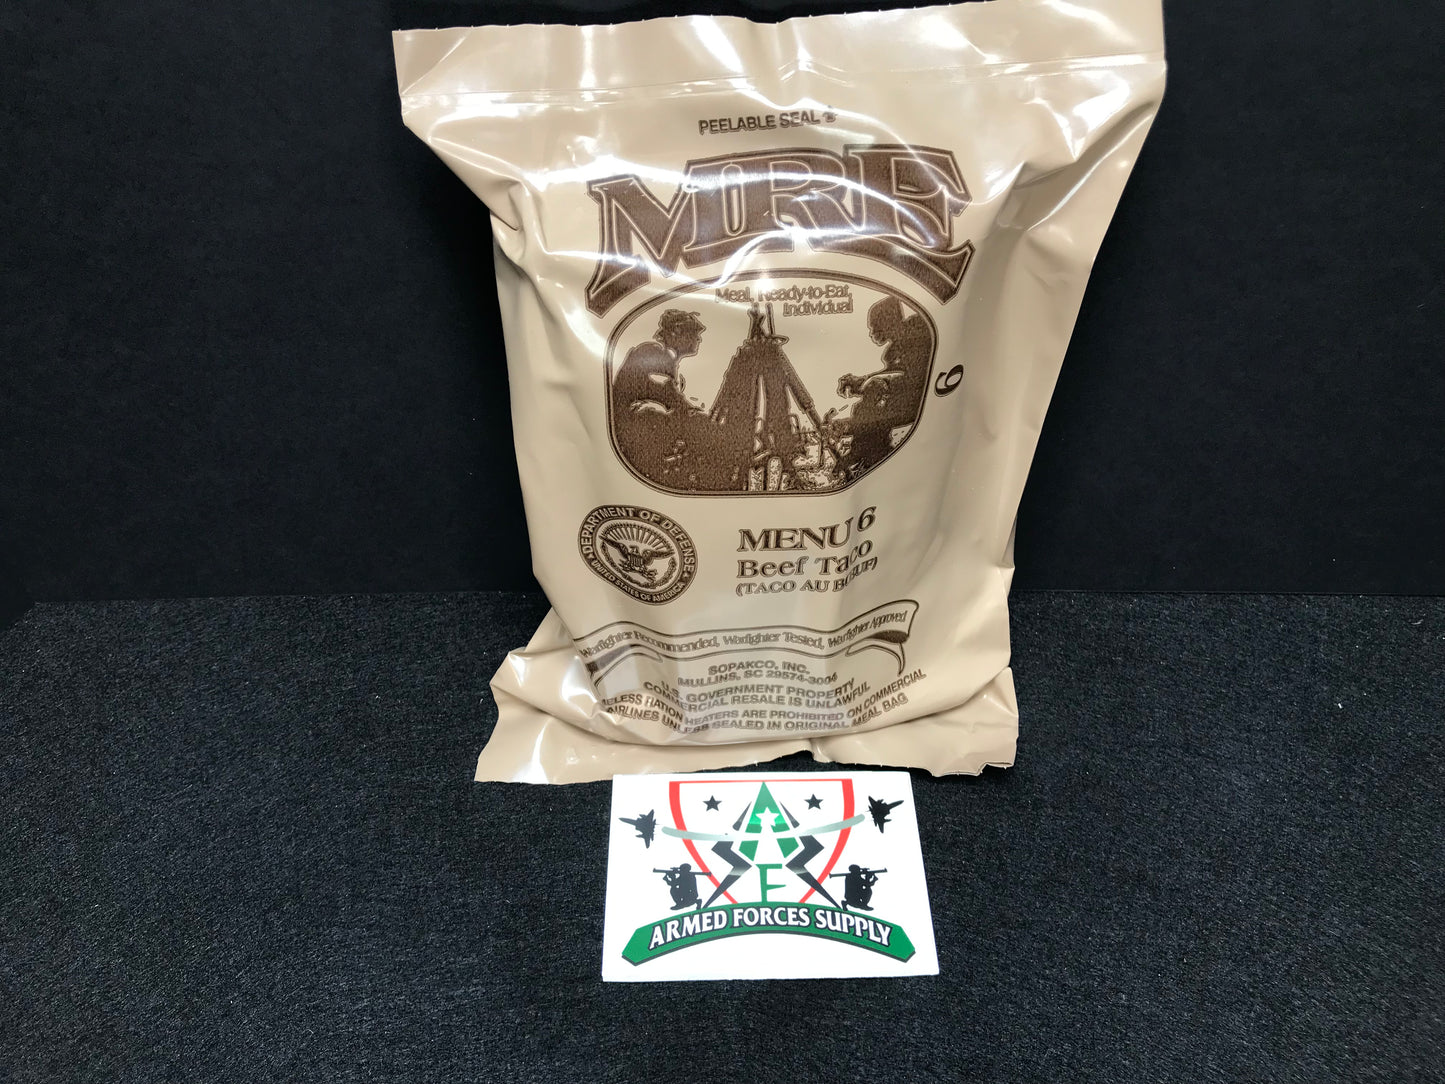 PEELABLE SEAL
MRE
Meal, Ready-to-Eat,
Individual
6
DEPARTMENT OF DEFENSE
UNITED STATES OF AMERICA
MENU 6
Beef Taco
(TACO AU BŒUF)
Warfighter Recommended, Warfighter Tested, Warfighter Approved
SOPAKCO, INC.
MULLINS, SC 29574-3004
U.S. GOVERNMENT PROPERTY
COMMERCIAL RESALE IS UNLAWFUL
RATION HEATERS ARE PROHIBITED ON COMMERCIAL
AIRLINES UNLESS SEALED IN ORIGINAL MEAL BAG
A
F
ARMED FORCES SUPPLY